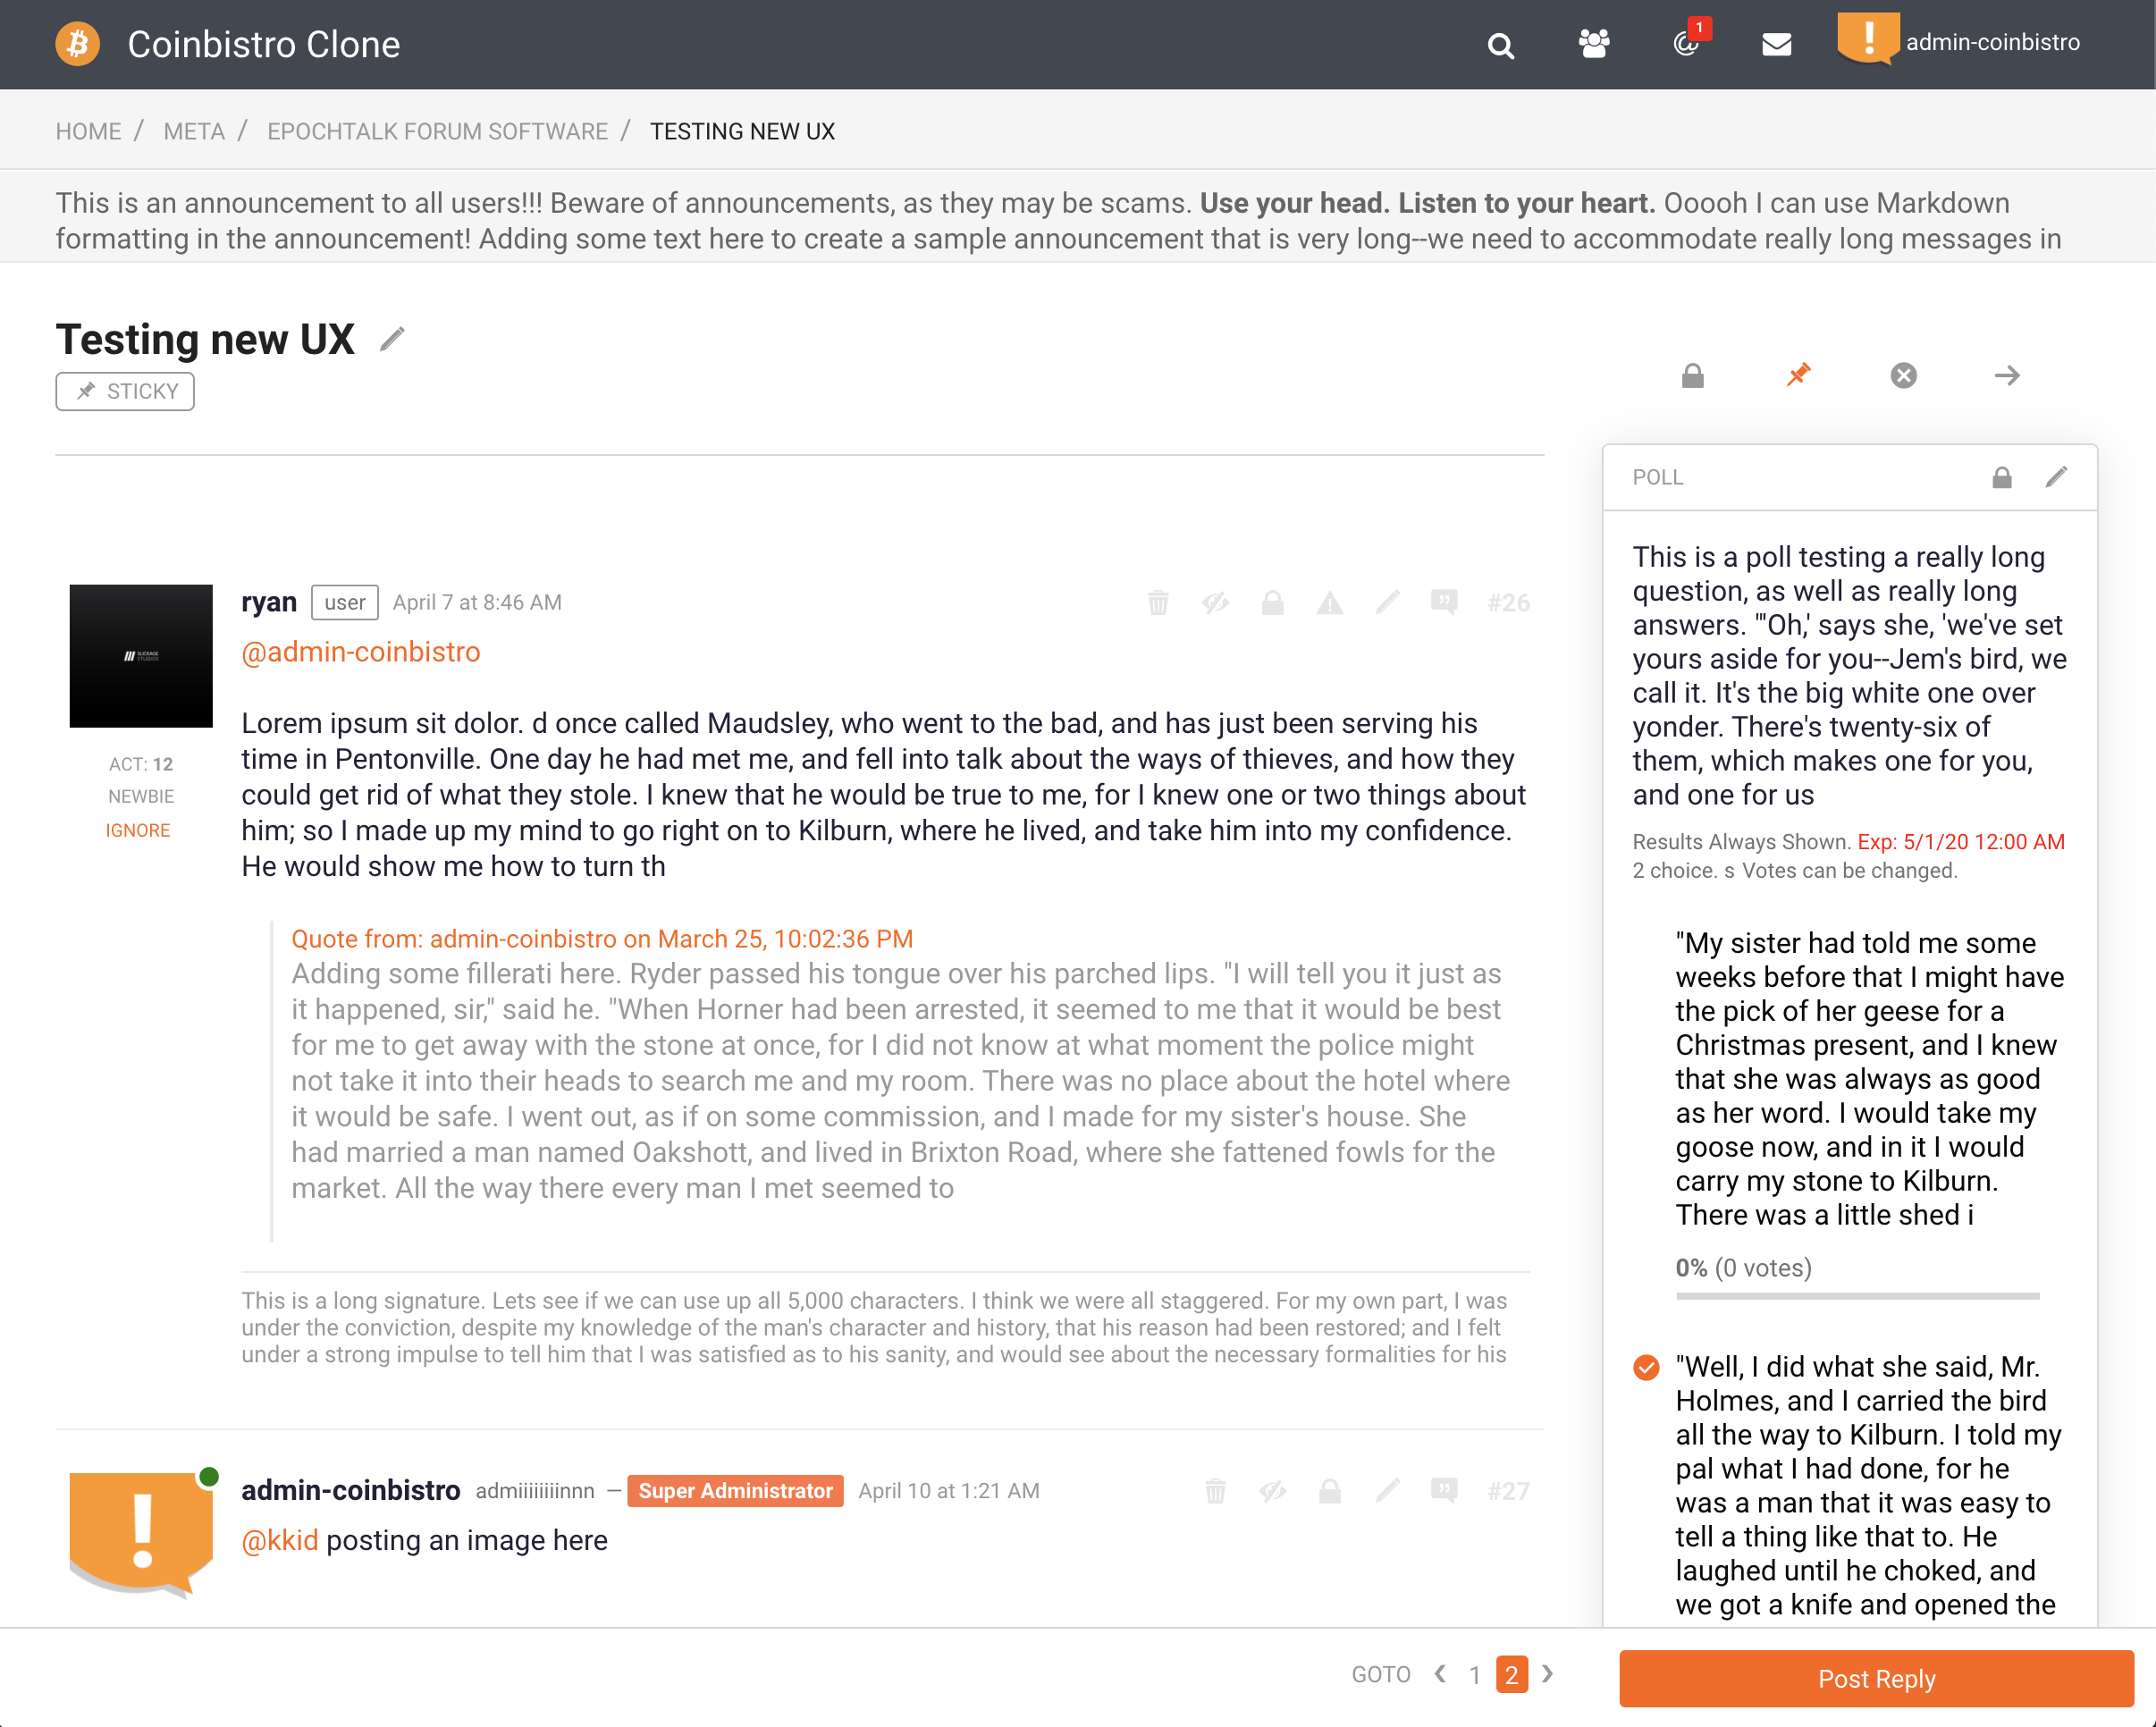 Coinbistro Clone
1
admin-coinbistro
HOME / META / EPOCHTALK FORUM SOFTWARE / TESTING NEW UX
This is an announcement to all users!!! Beware of announcements, as they may be scams. Use your head. Listen to your heart. Ooooh I can use Markdown
formatting in the announcement! Adding some text here to create a sample announcement that is very long--we need to accommodate really long messages in
Testing new UX
STICKY
ryan user April 7 at 8:46 AM
#26
@admin-coinbistro
Lorem ipsum sit dolor. d once called Maudsley, who went to the bad, and has just been serving his
time in Pentonville. One day he had met me, and fell into talk about the ways of thieves, and how they
could get rid of what they stole. I knew that he would be true to me, for I knew one or two things about
him; so I made up my mind to go right on to Kilburn, where he lived, and take him into my confidence.
He would show me how to turn th
SLICKAGE
STUDIOS
ACT: 12
NEWBIE
IGNORE
Quote from: admin-coinbistro on March 25, 10:02:36 PM
Adding some fillerati here. Ryder passed his tongue over his parched lips. "I will tell you it just as
it happened, sir," said he. "When Horner had been arrested, it seemed to me that it would be best
for me to get away with the stone at once, for I did not know at what moment the police might
not take it into their heads to search me and my room. There was no place about the hotel where
it would be safe. I went out, as if on some commission, and I made for my sister's house. She
had married a man named Oakshott, and lived in Brixton Road, where she fattened fowls for the
market. All the way there every man I met seemed to
This is a long signature. Lets see if we can use up all 5,000 characters. I think we were all staggered. For my own part, I was
under the conviction, despite my knowledge of the man's character and history, that his reason had been restored; and I felt
under a strong impulse to tell him that I was satisfied as to his sanity, and would see about the necessary formalities for his
admin-coinbistro admiiiiiiiinnn — Super Administrator April 10 at 1:21 AM
#27
@kkid posting an image here
POLL
This is a poll testing a really long
question, as well as really long
answers. "'Oh,' says she, 'we've set
yours aside for you--Jem's bird, we
call it. It's the big white one over
yonder. There's twenty-six of
them, which makes one for you,
and one for us
Results Always Shown. Exp: 5/1/20 12:00 AM
2 choice. s Votes can be changed.
"My sister had told me some
weeks before that I might have
the pick of her geese for a
Christmas present, and I knew
that she was always as good
as her word. I would take my
goose now, and in it I would
carry my stone to Kilburn.
There was a little shed i
0% (0 votes)
"Well, I did what she said, Mr.
Holmes, and I carried the bird
all the way to Kilburn. I told my
pal what I had done, for he
was a man that it was easy to
tell a thing like that to. He
laughed until he choked, and
we got a knife and opened the
GOTO 1 2
Post Reply